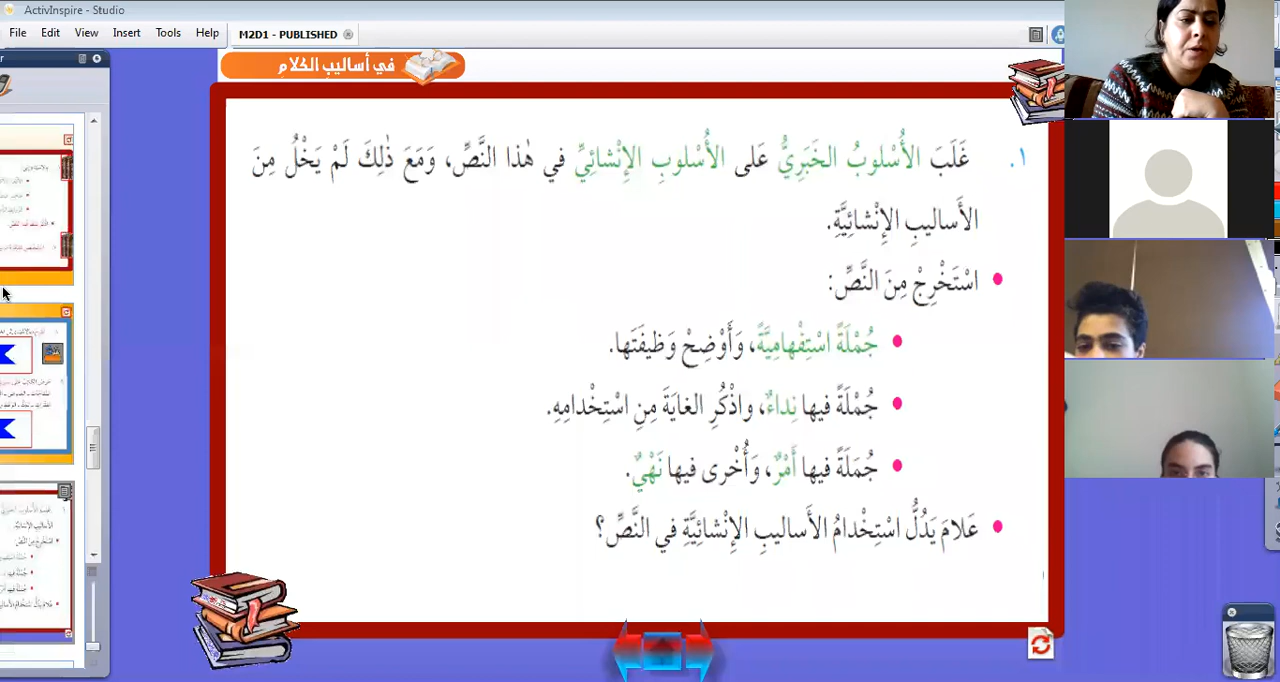 ActivInspire - Studio
File Edit View Insert Tools Help
M2D1 - PUBLISHED
في أساليب الكلام
١. غَلَبَ الأُسْلوبُ الخَبَرِيُّ عَلى الأُسْلوبِ الإِنْشائِيِّ في هٰذا النَّصِّ، وَمَعَ ذٰلِكَ لَمْ يَخْلُ مِنَ
الأَساليبِ الإِنْشائِيَّةِ.
• اسْتَخْرِجْ مِنَ النَّصِّ:
• جُمْلَةً اسْتِفْهامِيَّةً، وَأَوْضِحْ وَظيفَتَها.
• جُمْلَةً فيها نِداءٌ، واذْكُرِ الغايَةَ مِنِ اسْتِخْدامِهِ.
• جُمَلَةً فيها أَمْرٌ، وَأُخْرى فيها نَهْيٌ.
• عَلامَ يَدُلُّ اسْتِخْدامُ الأَساليبِ الإِنْشائِيَّةِ في النَّصِّ؟